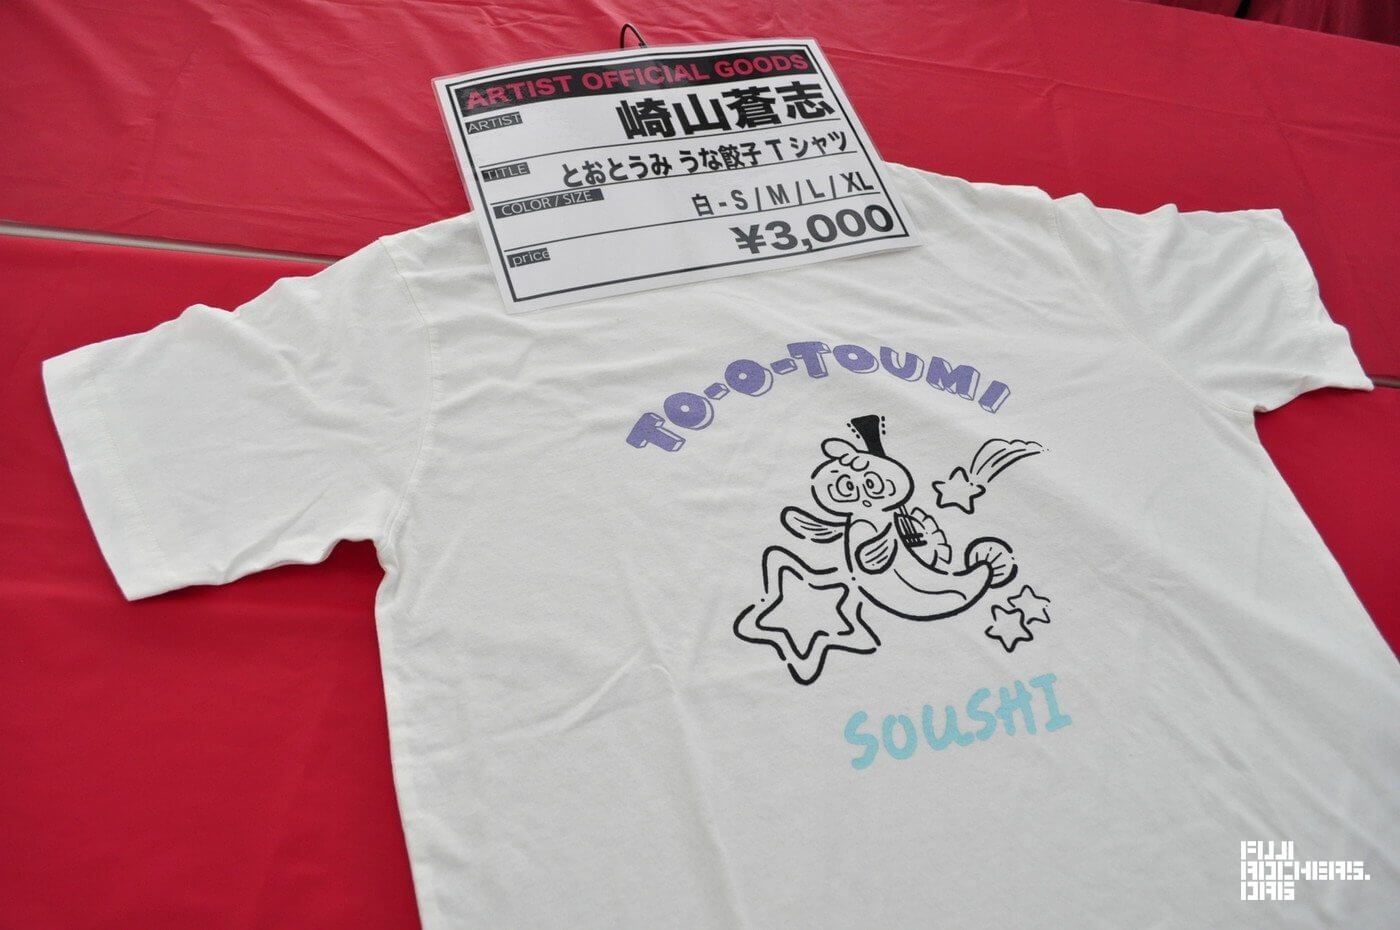 ARTIST OFFICIAL GOODS
ARTIST
崎山蒼志
TITLE
とおとうみ うな餃子 Tシャツ
COLOR / SIZE
白 - S / M / L / XL
price
¥3,000
TO-O-TOUMI
SOUSHI
FUJI
ROCKERS.
ORG